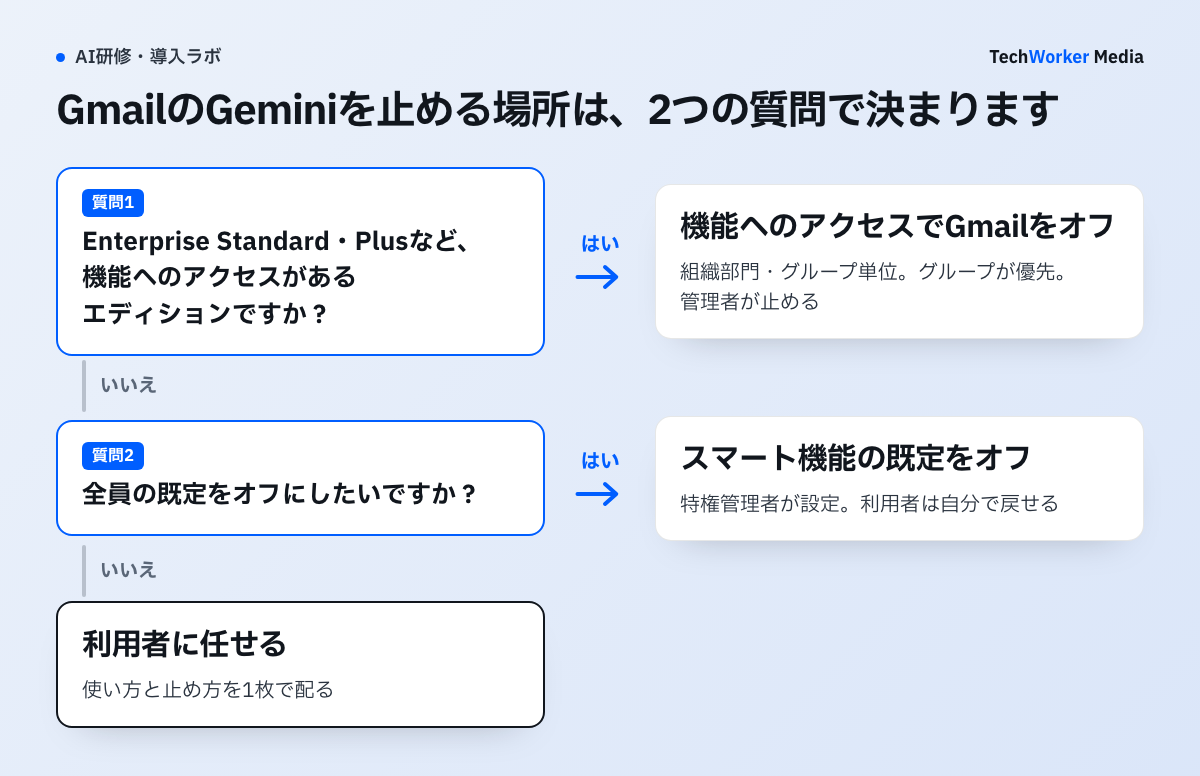 AI研修・導入ラボ
TechWorker Media
GmailのGeminiを止める場所は、2つの質問で決まります
質問1
Enterprise Standard・Plusなど、
機能へのアクセスがある
エディションですか？
はい
機能へのアクセスでGmailをオフ
組織部門・グループ単位。グループが優先。
管理者が止める
いいえ
質問2
全員の既定をオフにしたいですか？
はい
スマート機能の既定をオフ
特権管理者が設定。利用者は自分で戻せる
いいえ
利用者に任せる
使い方と止め方を1枚で配る